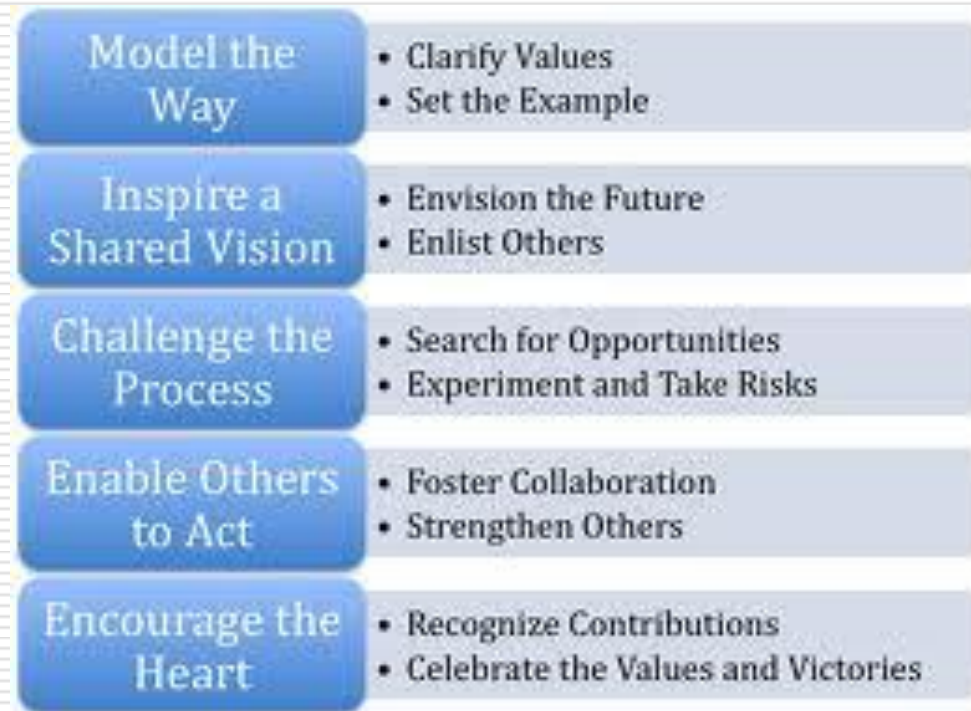 Model the
Way
• Clarify Values
• Set the Example
Inspire a
Shared Vision
• Envision the Future
• Enlist Others
Challenge the
Process
• Search for Opportunities
• Experiment and Take Risks
Enable Others
to Act
• Foster Collaboration
• Strengthen Others
Encourage the
Heart
• Recognize Contributions
• Celebrate the Values and Victories